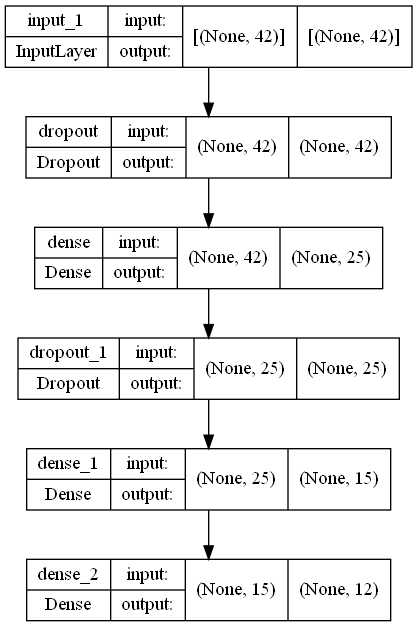 input_1 input: [(None, 42)] [(None, 42)]
InputLayer output:
dropout input: (None, 42) (None, 42)
Dropout output:
dense input: (None, 42) (None, 25)
Dense output:
dropout_1 input: (None, 25) (None, 25)
Dropout output:
dense_1 input: (None, 25) (None, 15)
Dense output:
dense_2 input: (None, 15) (None, 12)
Dense output: